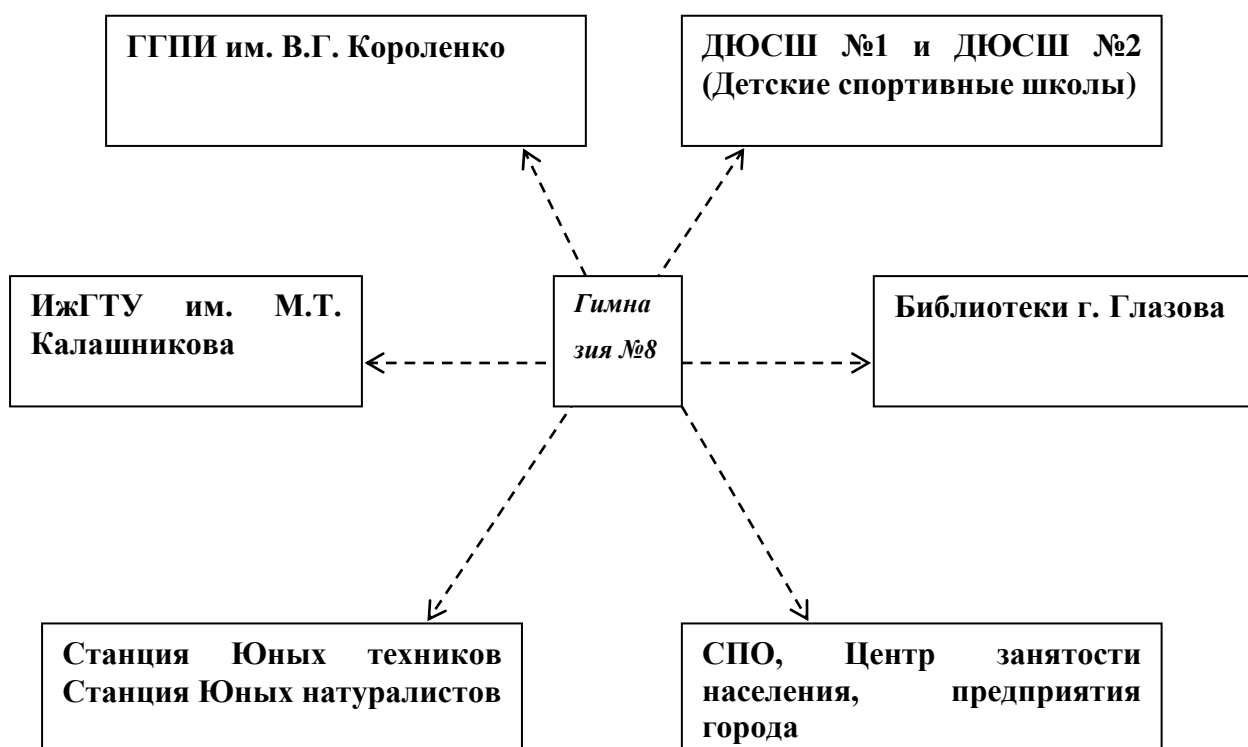 ГГПИ им. В.Г. Короленко
ДЮСШ №1 и ДЮСШ №2
(Детские спортивные школы)
ИжГТУ им. М.Т.
Калашникова
Гимна
зия №8
Библиотеки г. Глазова
Станция Юных техников
Станция Юных натуралистов
СПО, Центр занятости
населения, предприятия
города